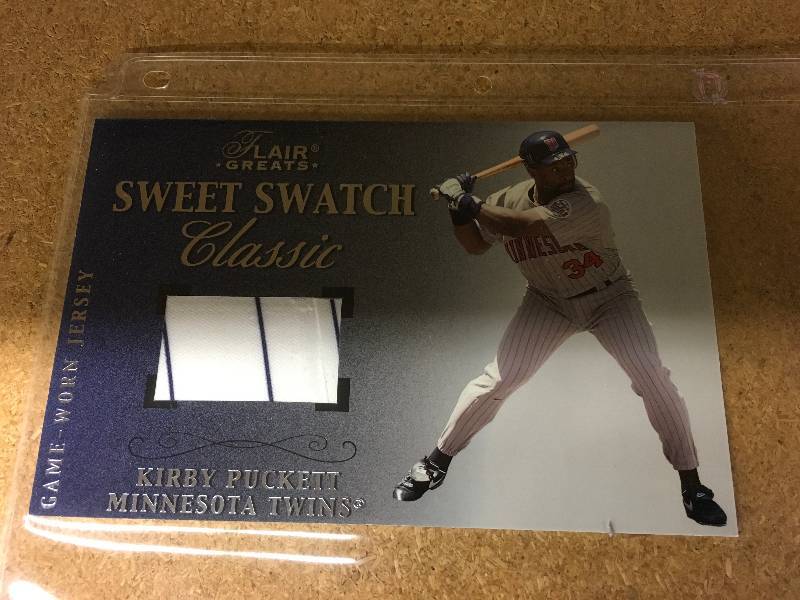 FLAIR®
GREATS
SWEET SWATCH
Classic
GAME-WORN JERSEY
KIRBY PUCKETT
MINNESOTA TWINS®
34